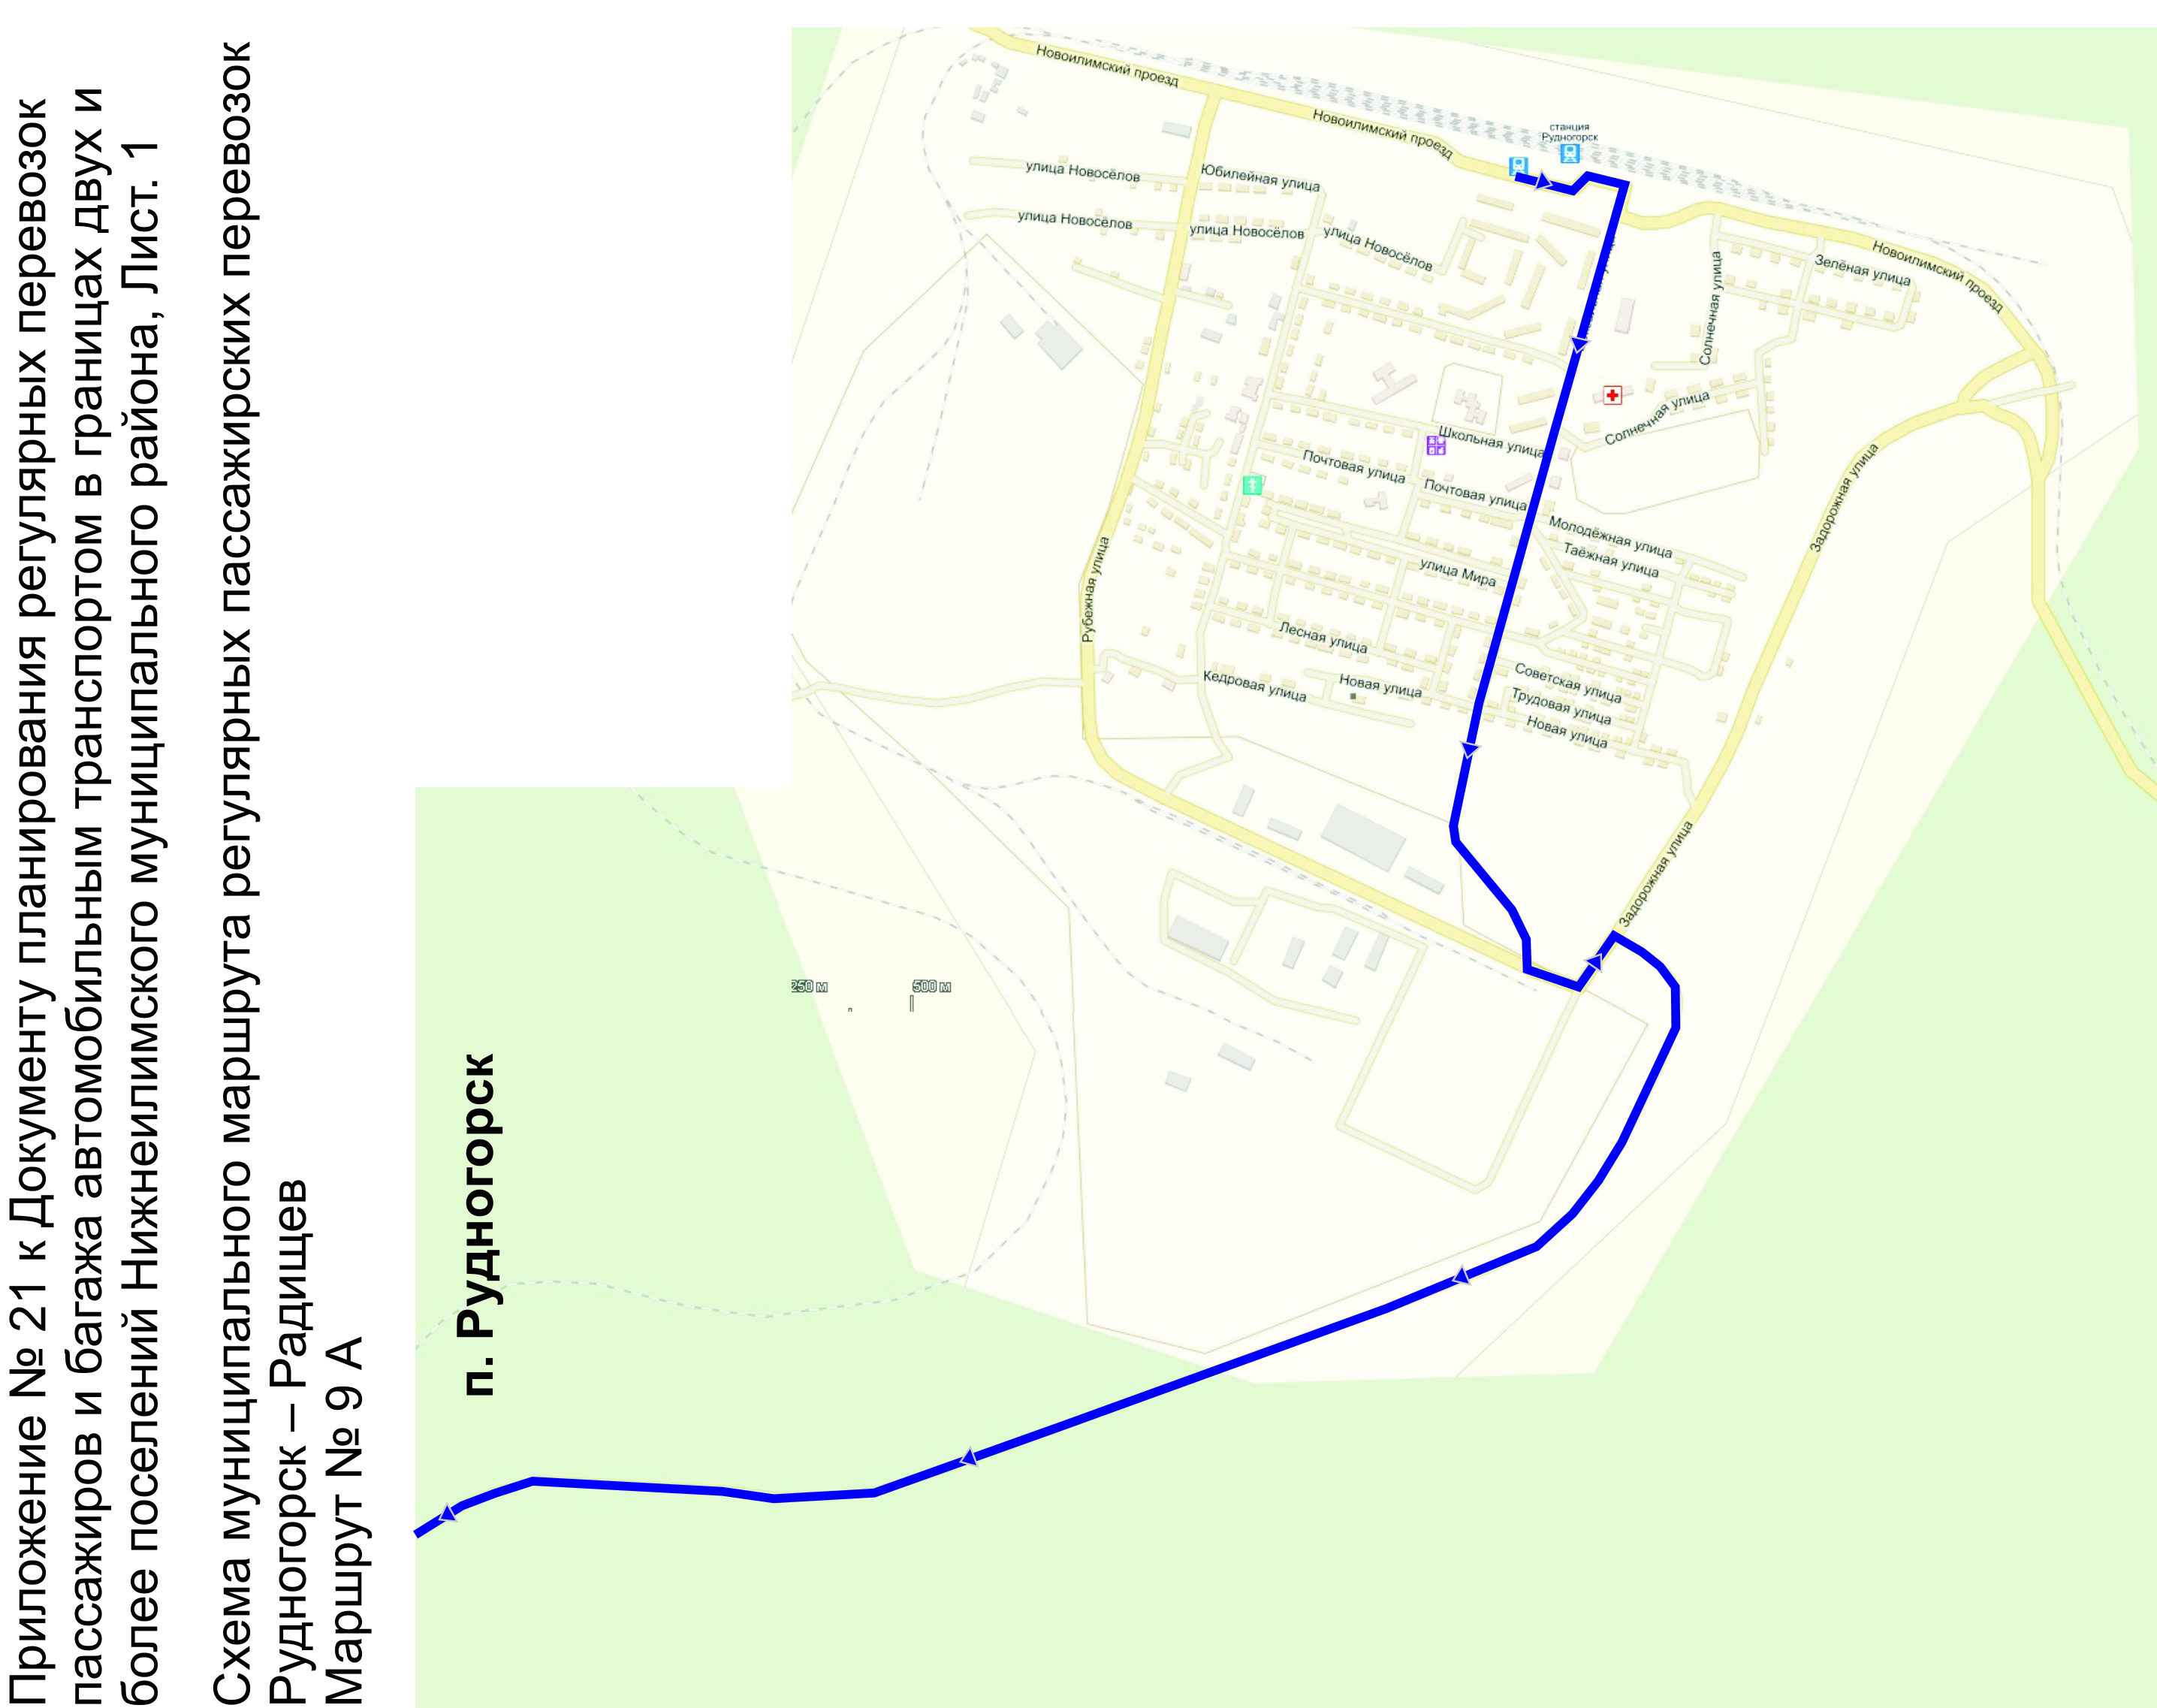 Приложение № 21 к Документу планирования регулярных перевозок
пассажиров и багажа автомобильным транспортом в границах двух и
более поселений Нижнеилимского муниципального района, Лист. 1
Схема муниципального маршрута регулярных пассажирских перевозок
Рудногорск – Радищев
Маршрут № 9 А
п. Рудногорск
Новоилимский проезд
Новоилимский проезд
станция
Рудногорск
улица Новосёлов
Юбилейная улица
улица Новосёлов
улица Новосёлов
улица Новосёлов
Новоилимский проезд
Зелёная улица
Солнечная улица
Солнечная улица
Школьная улица
Почтовая улица
Почтовая улица
Молодёжная улица
Таёжная улица
Задорожная улица
улица Мира
Рубежная улица
Лесная улица
Кедровая улица
Новая улица
Советская улица
Трудовая улица
Новая улица
Задорожная улица
250 м
500 м